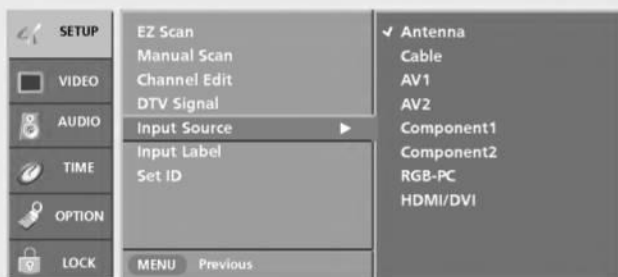 SETUP
VIDEO
AUDIO
TIME
OPTION
LOCK
EZ Scan
Manual Scan
Channel Edit
DTV Signal
Input Source
Input Label
Set ID
MENU Previous
Antenna
Cable
AV1
AV2
Component1
Component2
RGB-PC
HDMI/DVI